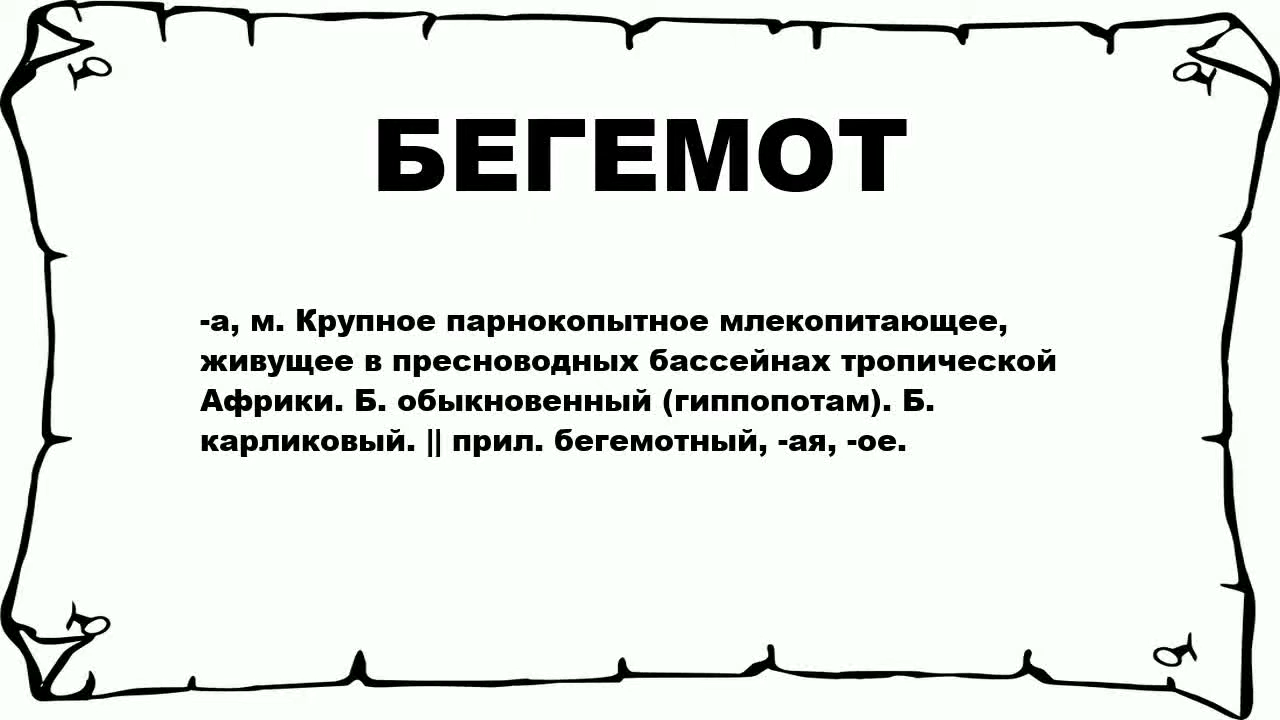 БЕГЕМОТ
-а, м. Крупное парнокопытное млекопитающее,
живущее в пресноводных бассейнах тропической
Африки. Б. обыкновенный (гиппопотам). Б.
карликовый. || прил. бегемотный, -ая, -ое.